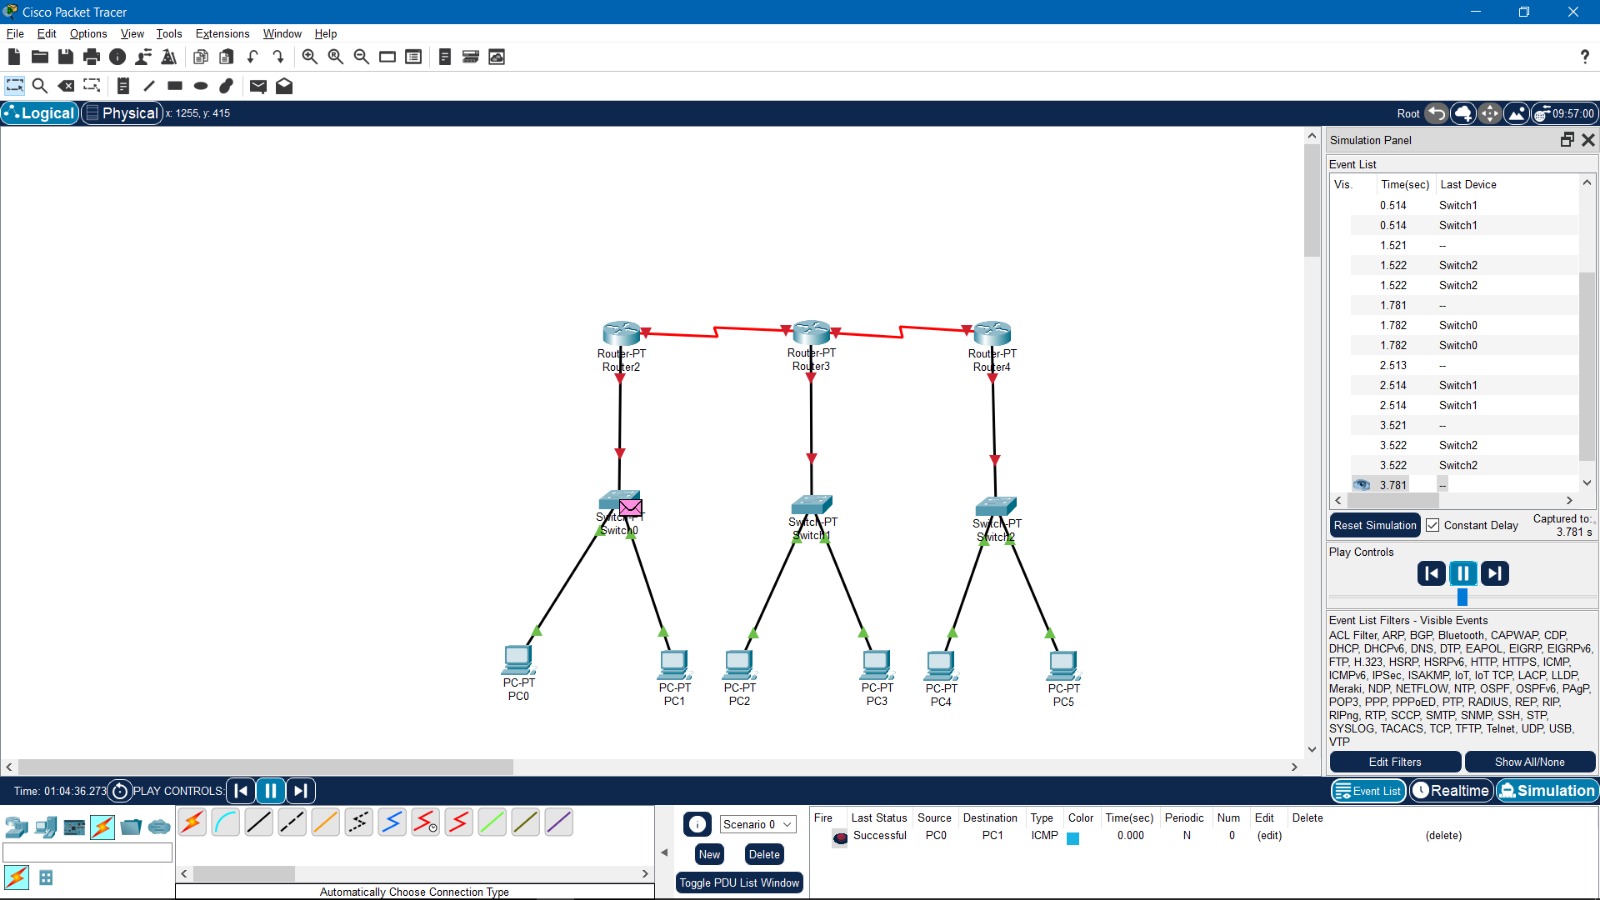 Cisco Packet Tracer
File Edit Options View Tools Extensions Window Help
Logical Physical x: 1255, y: 415 Root 09:57:00
Simulation Panel
Event List
Vis. Time(sec) Last Device
0.514 Switch1
0.514 Switch1
1.521 --
1.522 Switch2
1.522 Switch2
1.781 --
1.782 Switch0
1.782 Switch0
2.513 --
2.514 Switch1
2.514 Switch1
3.521 --
3.522 Switch2
3.522 Switch2
3.781 --
Reset Simulation Constant Delay Captured to:
3.781 s
Play Controls
Event List Filters - Visible Events
ACL Filter, ARP, BGP, Bluetooth, CAPWAP, CDP,
DHCP, DHCPv6, DNS, DTP, EAPOL, EIGRP, EIGRPv6,
FTP, H.323, HSRP, HSRPv6, HTTP, HTTPS, ICMP,
ICMPv6, IPSec, ISAKMP, IoT, IoT TCP, LACP, LLDP,
Meraki, NDP, NETFLOW, NTP, OSPF, OSPFv6, PAgP,
POP3, PPP, PPPoED, PTP, RADIUS, REP, RIP,
RIPng, RTP, SCCP, SMTP, SNMP, SSH, STP,
SYSLOG, TACACS, TCP, TFTP, Telnet, UDP, USB,
VTP
Edit Filters Show All/None
Router-PT
Router2
Router-PT
Router3
Router-PT
Router4
Switch-PT
Switch0
Switch-PT
Switch1
Switch-PT
Switch2
PC-PT
PC0
PC-PT
PC1
PC-PT
PC2
PC-PT
PC3
PC-PT
PC4
PC-PT
PC5
Time: 01:04:36.273 PLAY CONTROLS: Event List Realtime Simulation
Automatically Choose Connection Type
Scenario 0
New Delete
Toggle PDU List Window
Fire Last Status Source Destination Type Color Time(sec) Periodic Num Edit Delete
Successful PC0 PC1 ICMP 0.000 N 0 (edit) (delete)